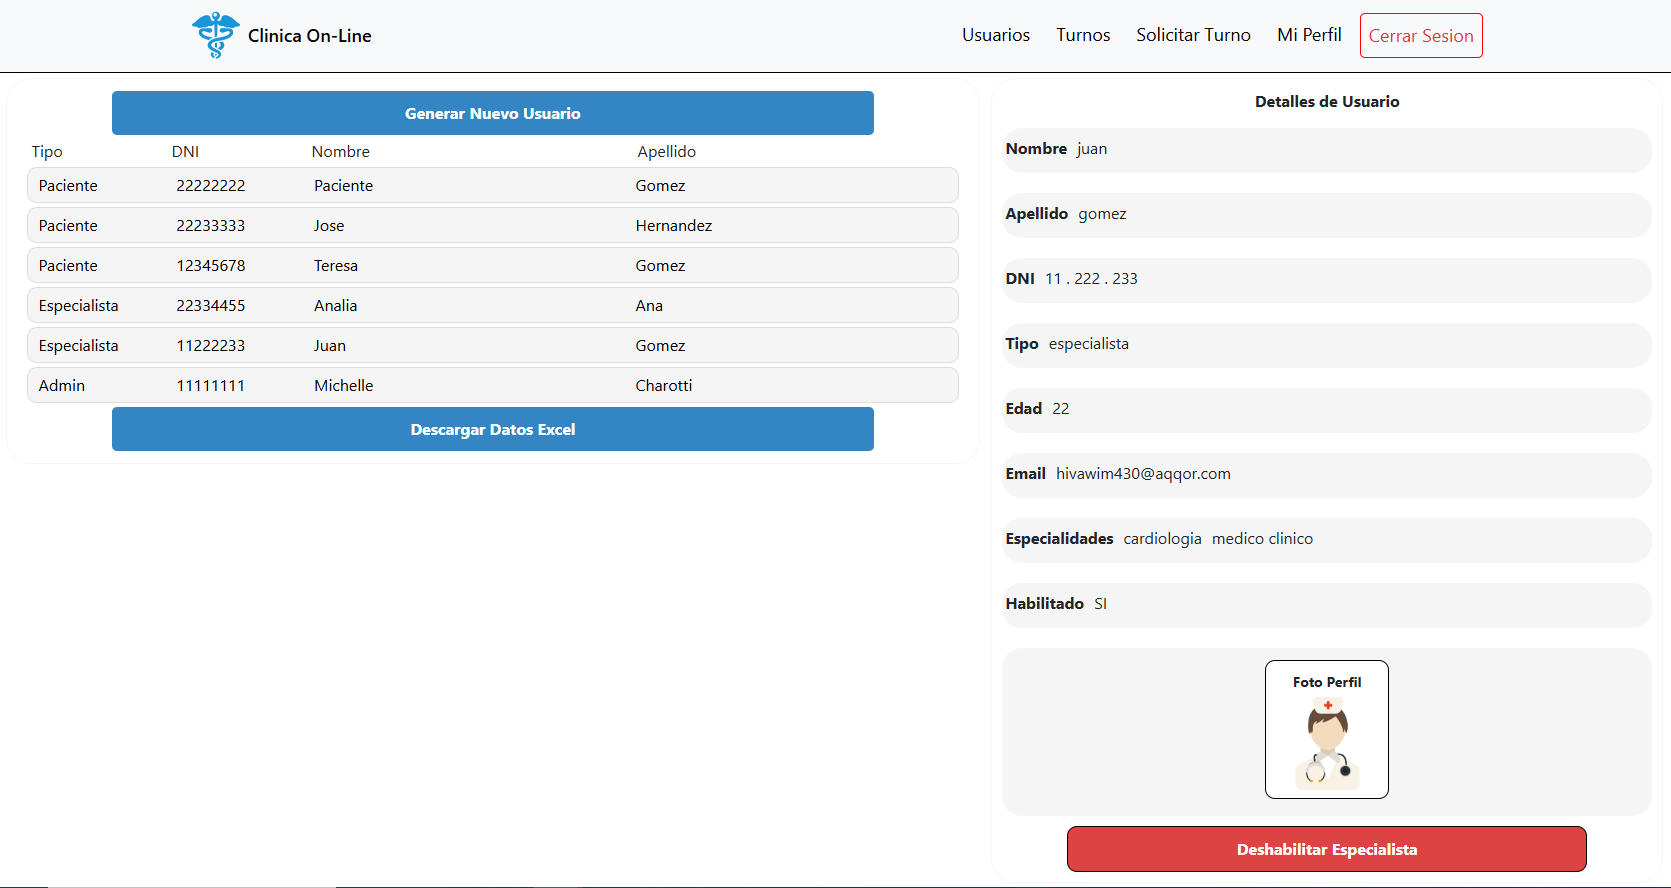 Clinica On-Line
Usuarios Turnos Solicitar Turno Mi Perfil Cerrar Sesion
Generar Nuevo Usuario
Tipo DNI Nombre Apellido
Paciente 22222222 Paciente Gomez
Paciente 22233333 Jose Hernandez
Paciente 12345678 Teresa Gomez
Especialista 22334455 Analia Ana
Especialista 11222233 Juan Gomez
Admin 11111111 Michelle Charotti
Descargar Datos Excel
Detalles de Usuario
Nombre juan
Apellido gomez
DNI 11 . 222 . 233
Tipo especialista
Edad 22
Email hivawim430@aqqor.com
Especialidades cardiologia medico clinico
Habilitado SI
Foto Perfil
Deshabilitar Especialista